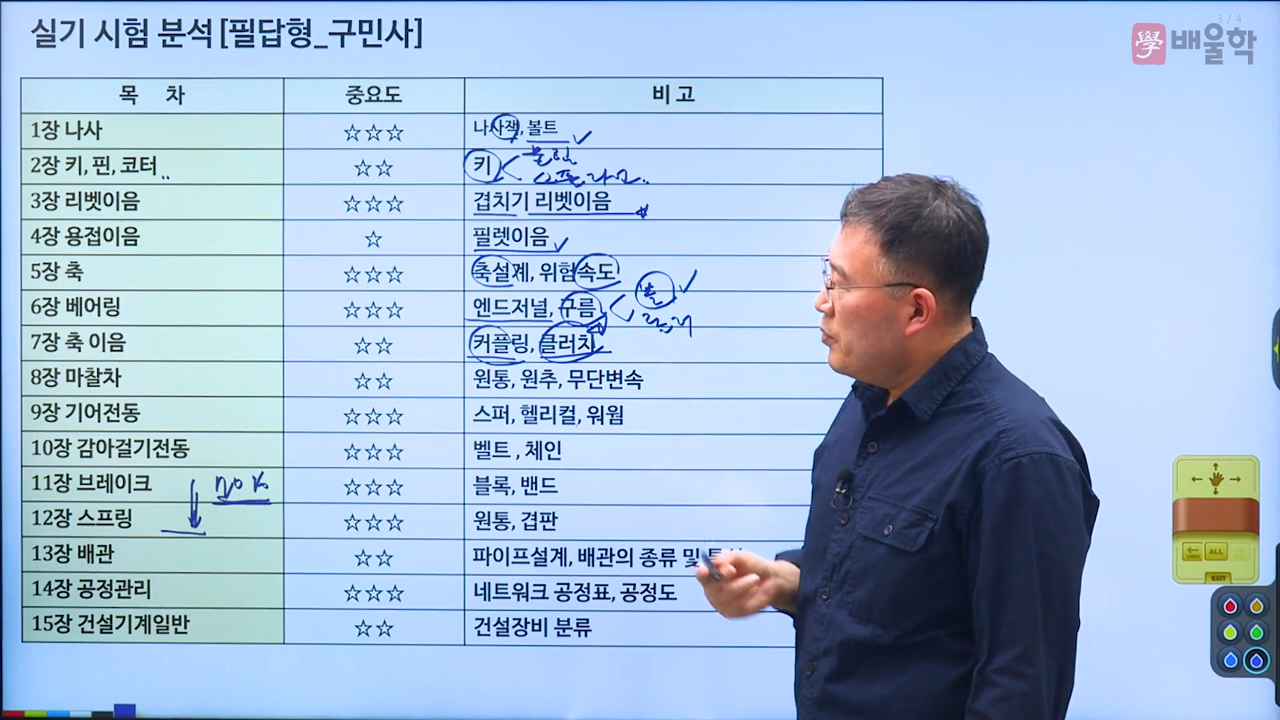 실기 시험 분석 [필답형_구민사]
3 / 4
學 배울학
목 차 중요도 비 고
1장 나사 ☆☆☆ 나사잭, 볼트
2장 키, 핀, 코터 ☆☆ 키
3장 리벳이음 ☆☆☆ 겹치기 리벳이음
4장 용접이음 ☆ 필렛이음
5장 축 ☆☆☆ 축설계, 위험속도
6장 베어링 ☆☆☆ 엔드저널, 구름
7장 축 이음 ☆☆ 커플링, 클러치
8장 마찰차 ☆☆ 원통, 원추, 무단변속
9장 기어전동 ☆☆☆ 스퍼, 헬리컬, 워웜
10장 감아걸기전동 ☆☆☆ 벨트 , 체인
11장 브레이크 ☆☆☆ 블록, 밴드
12장 스프링 ☆☆☆ 원통, 겹판
13장 배관 ☆☆ 파이프설계, 배관의 종류 및
14장 공정관리 ☆☆☆ 네트워크 공정표, 공정도
15장 건설기계일반 ☆☆ 건설장비 분류
ALL
EXIT